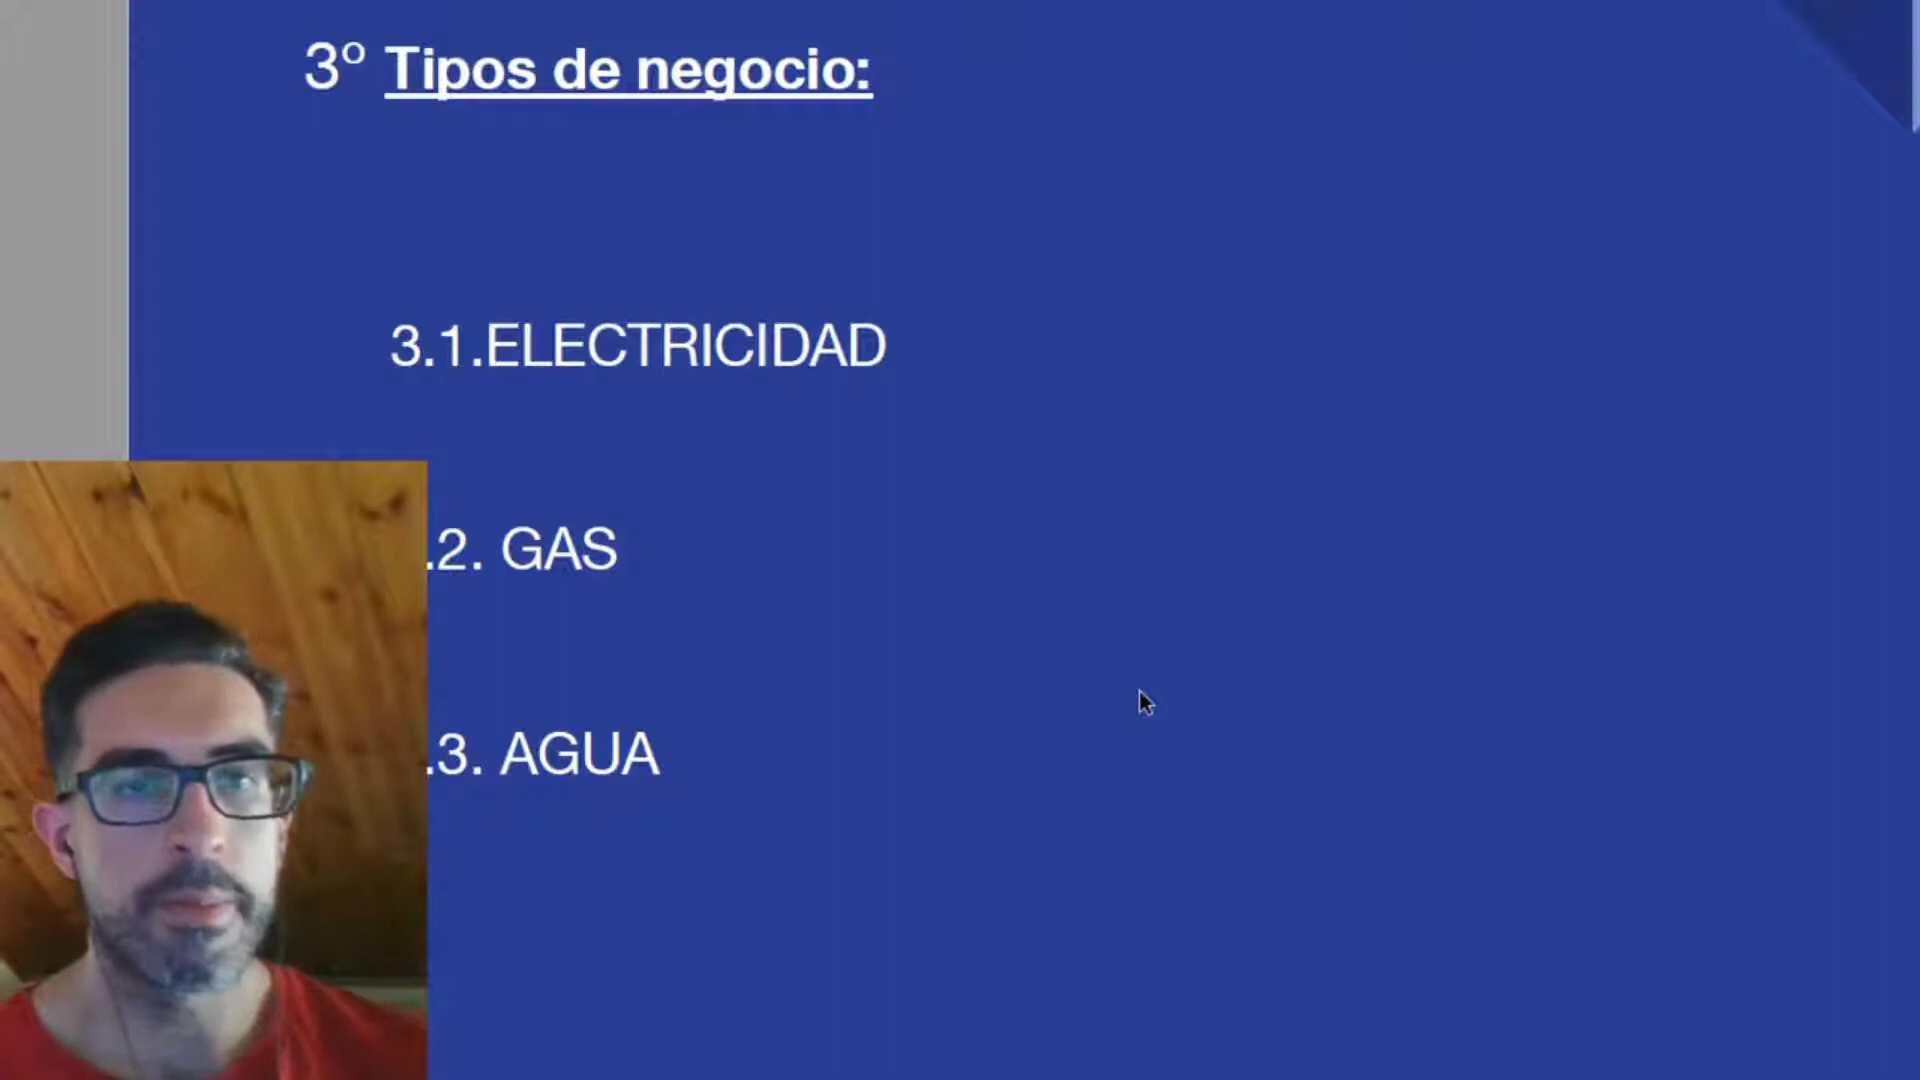 3º Tipos de negocio:
3.1.ELECTRICIDAD
.2. GAS
.3. AGUA